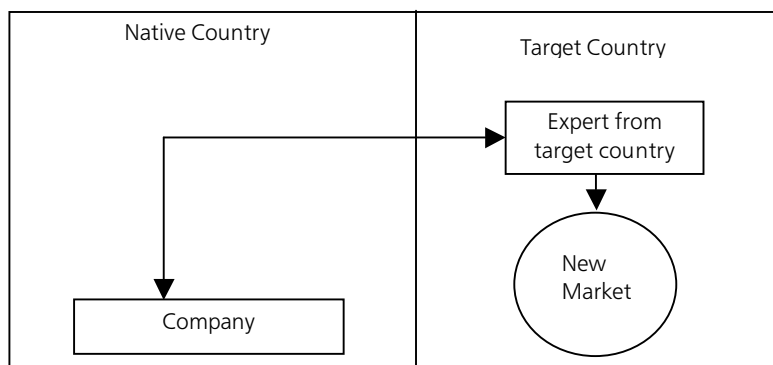 Native Country
Target Country
Expert from
target country
New
Market
Company